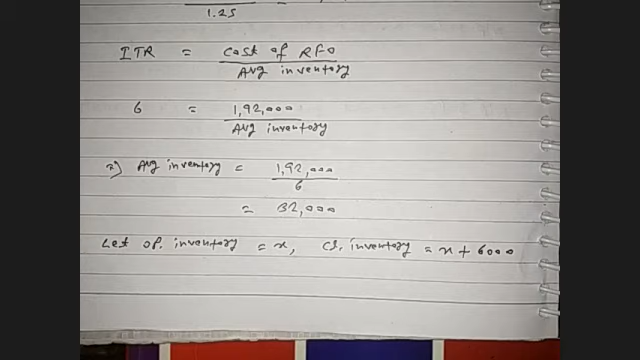 1.25
ITR = Cost of RFO
Avg inventory
6 = 1,92,000
Avg inventory
=) Avg inventory = 1,92,000
6
= 32,000
Let op. inventory = x, Cl. inventory = x + 6000